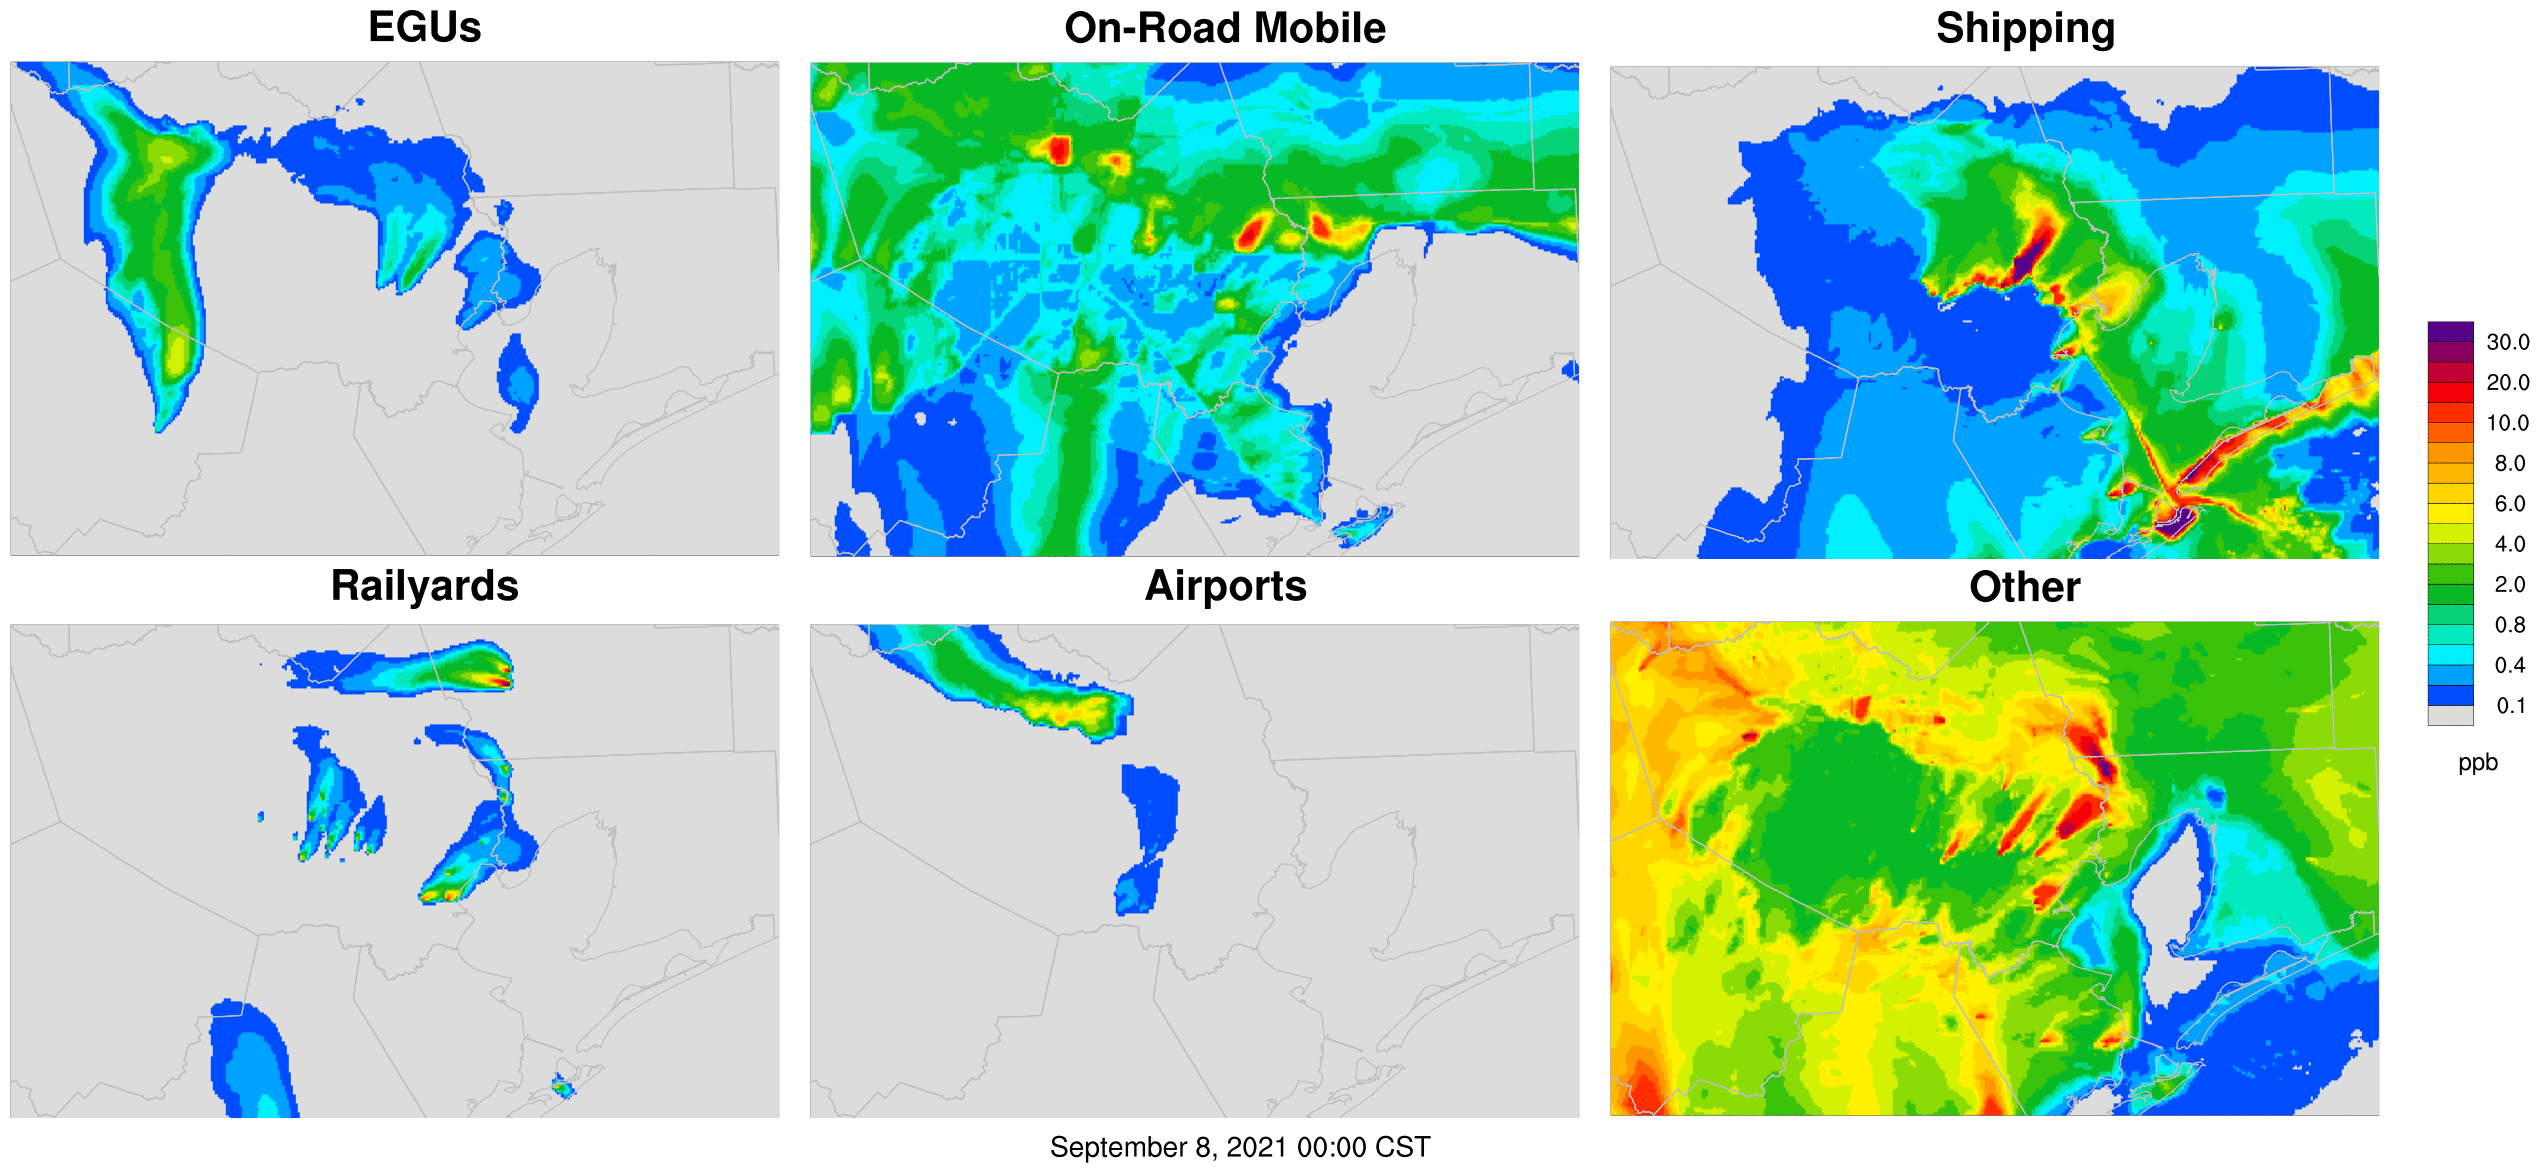 EGUs
On-Road Mobile
Shipping
30.0
20.0
10.0
8.0
6.0
4.0
2.0
0.8
0.4
0.1
ppb
Railyards
Airports
Other
September 8, 2021 00:00 CST